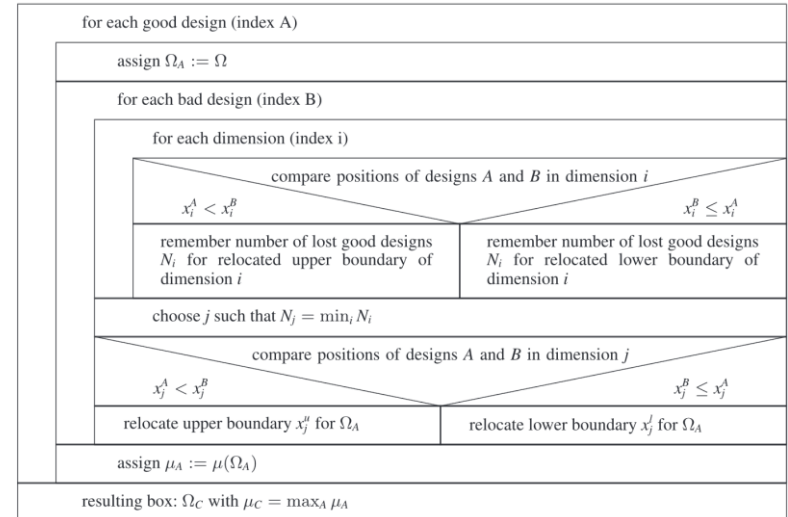 for each good design (index A)
assign Ω_A := Ω
for each bad design (index B)
for each dimension (index i)
compare positions of designs A and B in dimension i
x_i^A < x_i^B
x_i^B ≤ x_i^A
remember number of lost good designs
N_i for relocated upper boundary of
dimension i
remember number of lost good designs
N_i for relocated lower boundary of
dimension i
choose j such that N_j = min_i N_i
compare positions of designs A and B in dimension j
x_j^A < x_j^B
x_j^B ≤ x_j^A
relocate upper boundary x_j^u for Ω_A
relocate lower boundary x_j^l for Ω_A
assign μ_A := μ(Ω_A)
resulting box: Ω_C with μ_C = max_A μ_A